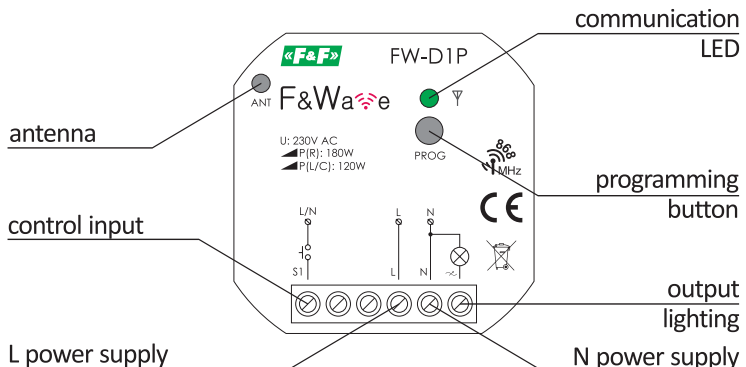 communication
LED
«F&F»
FW-D1P
ANT
F&Wave
antenna
U: 230V AC
P(R): 180W
P(L/C): 120W
PROG
868
MHz
programming
button
CE
control input
L/N
L
N
S1
L
N
output
lighting
L power supply
N power supply